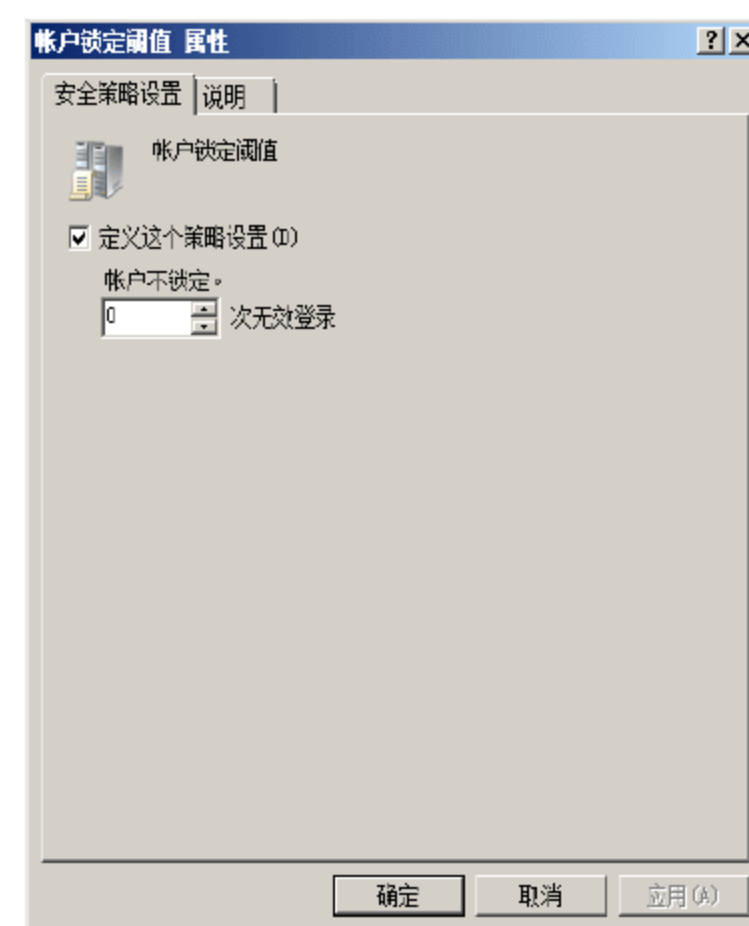 帐户锁定阈值 属性
安全策略设置 说明
帐户锁定阈值
定义这个策略设置(D)
帐户不锁定。
0 次无效登录
确定 取消 应用(A)